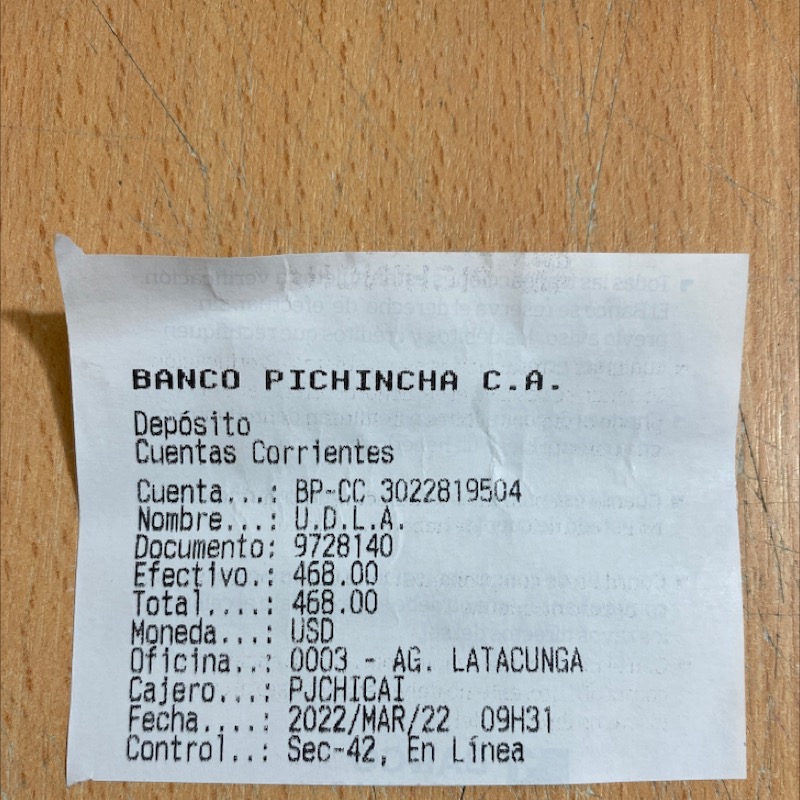 BANCO PICHINCHA C.A.
Depósito
Cuentas Corrientes
Cuenta...: BP-CC 3022819504
Nombre...: U.D.L.A.
Documento: 9728140
Efectivo.: 468.00
Total....: 468.00
Moneda...: USD
Oficina..: 0003 - AG. LATACUNGA
Cajero...: PJCHICAI
Fecha....: 2022/MAR/22 09H31
Control..: Sec-42, En Línea